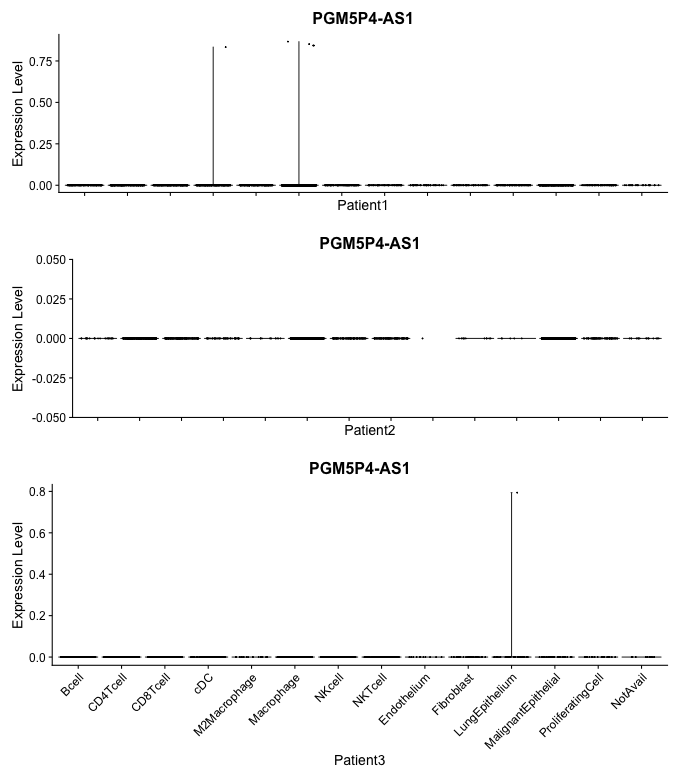 PGM5P4-AS1
Expression Level
0.75
0.50
0.25
0.00
Patient1
PGM5P4-AS1
Expression Level
0.050
0.025
0.000
-0.025
-0.050
Patient2
PGM5P4-AS1
Expression Level
0.8
0.6
0.4
0.2
0.0
Bcell
CD4Tcell
CD8Tcell
cDC
M2Macrophage
Macrophage
NKcell
NKTcell
Endothelium
Fibroblast
LungEpithelium
MalignantEpithelial
ProliferatingCell
NotAvail
Patient3